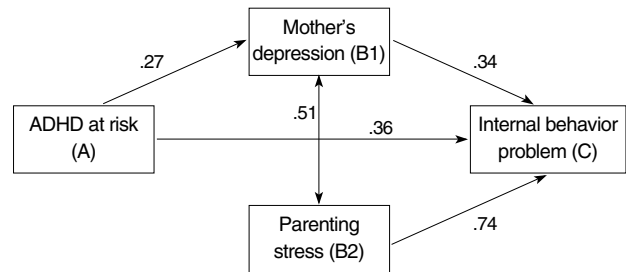 Mother's
depression (B1)
.27
.34
ADHD at risk
(A)
.51
.36
Internal behavior
problem (C)
Parenting
stress (B2)
.74